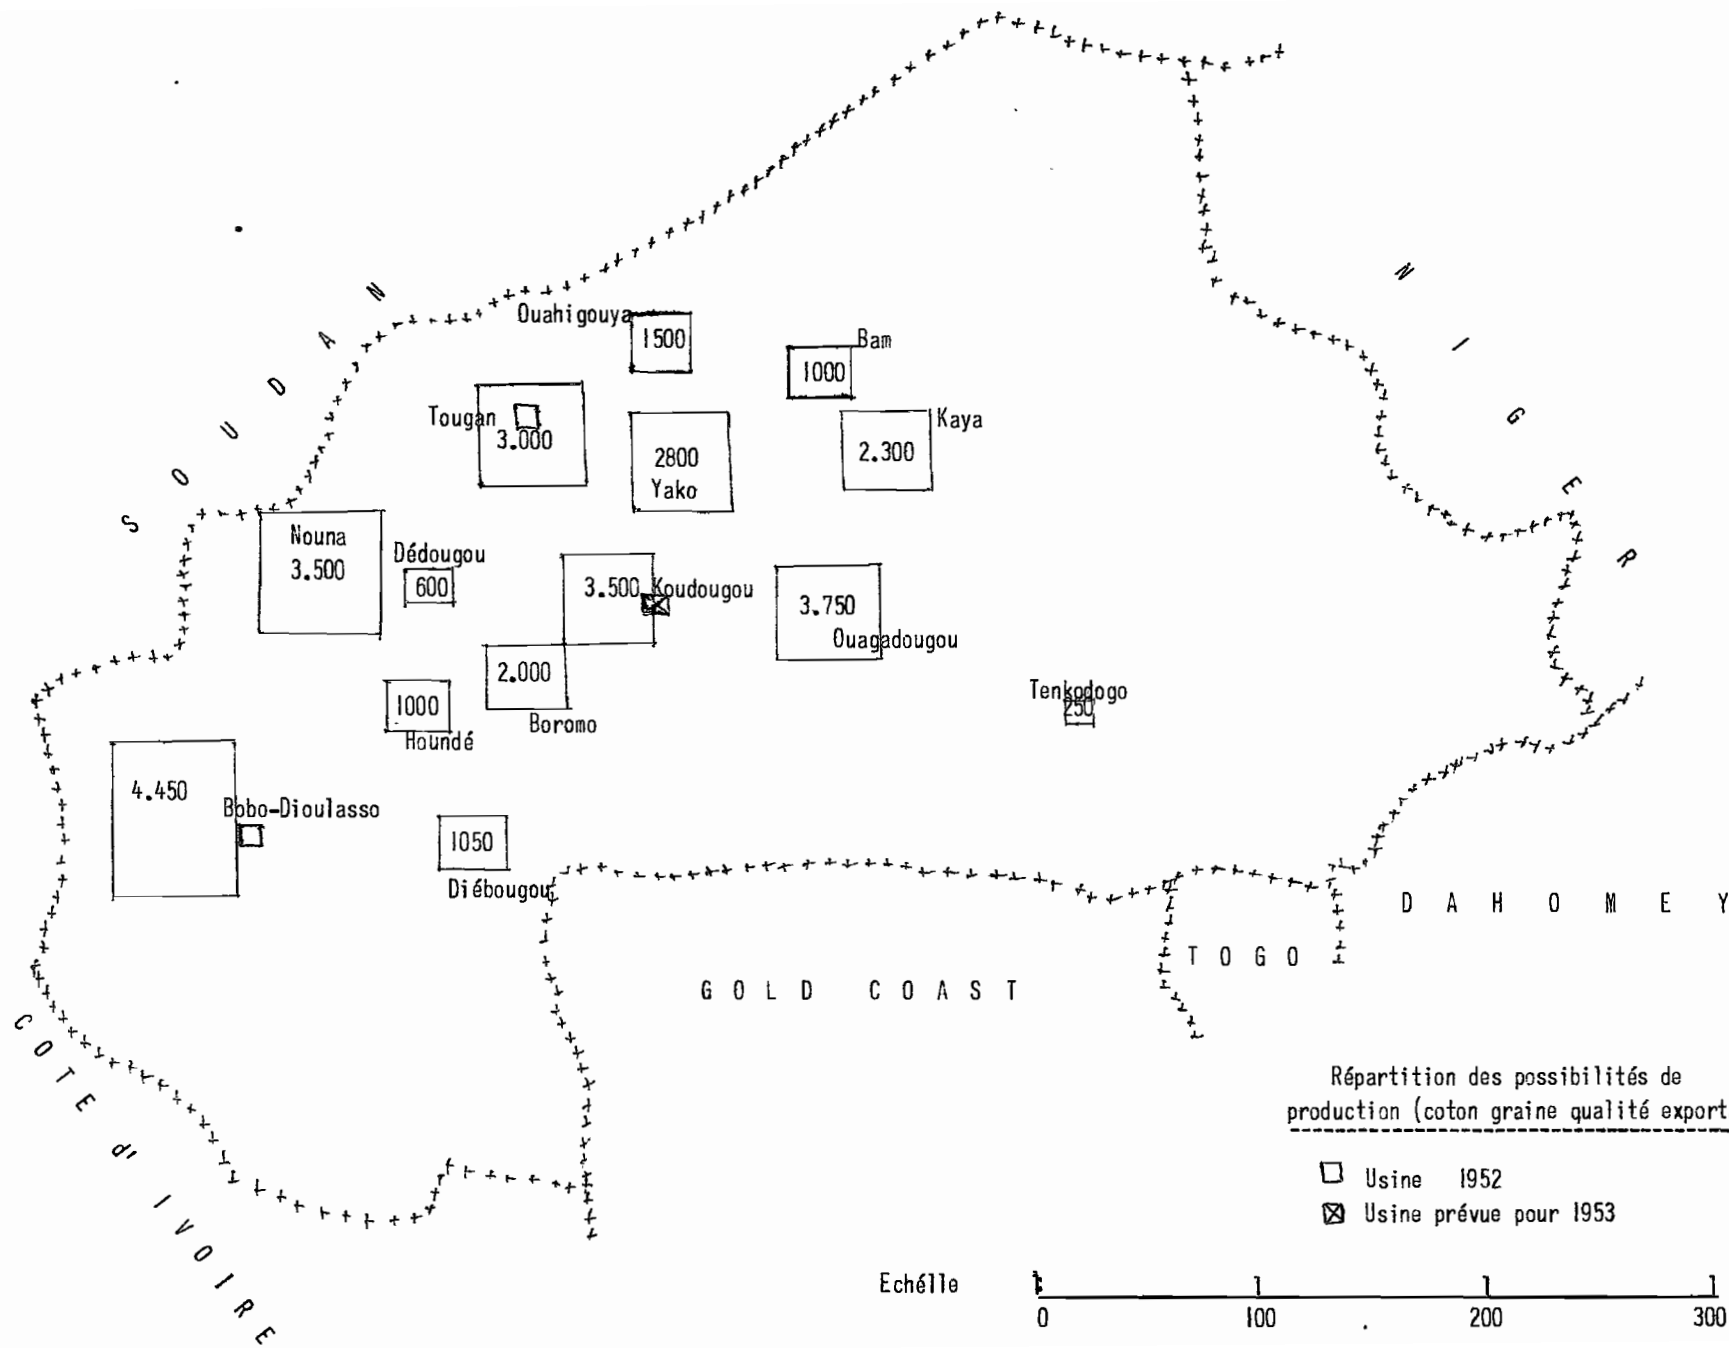 SOUDAN
NIGER
Ouahigouya
1500
Bam
1000
Tougan
3.000
2800
Yako
Kaya
2.300
Nouna
3.500
Dédougou
600
3.500
Koudougou
3.750
Ouagadougou
2.000
Boromo
1000
Houndé
Tenkodogo
250
4.450
Bobo-Dioulasso
1050
Diébougou
DAHOMEY
TOGO
GOLD COAST
COTE d' IVOIRE
Répartition des possibilités de
production (coton graine qualité export
Usine 1952
Usine prévue pour 1953
Echélle
0 100 200 300